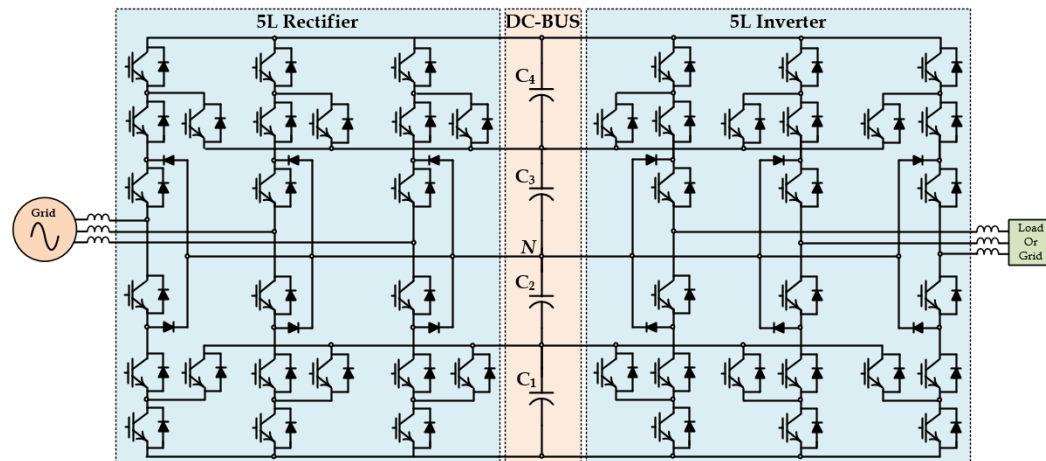 5L Rectifier
DC-BUS
5L Inverter
C4
C3
Grid
N
C2
C1
Load
Or
Grid